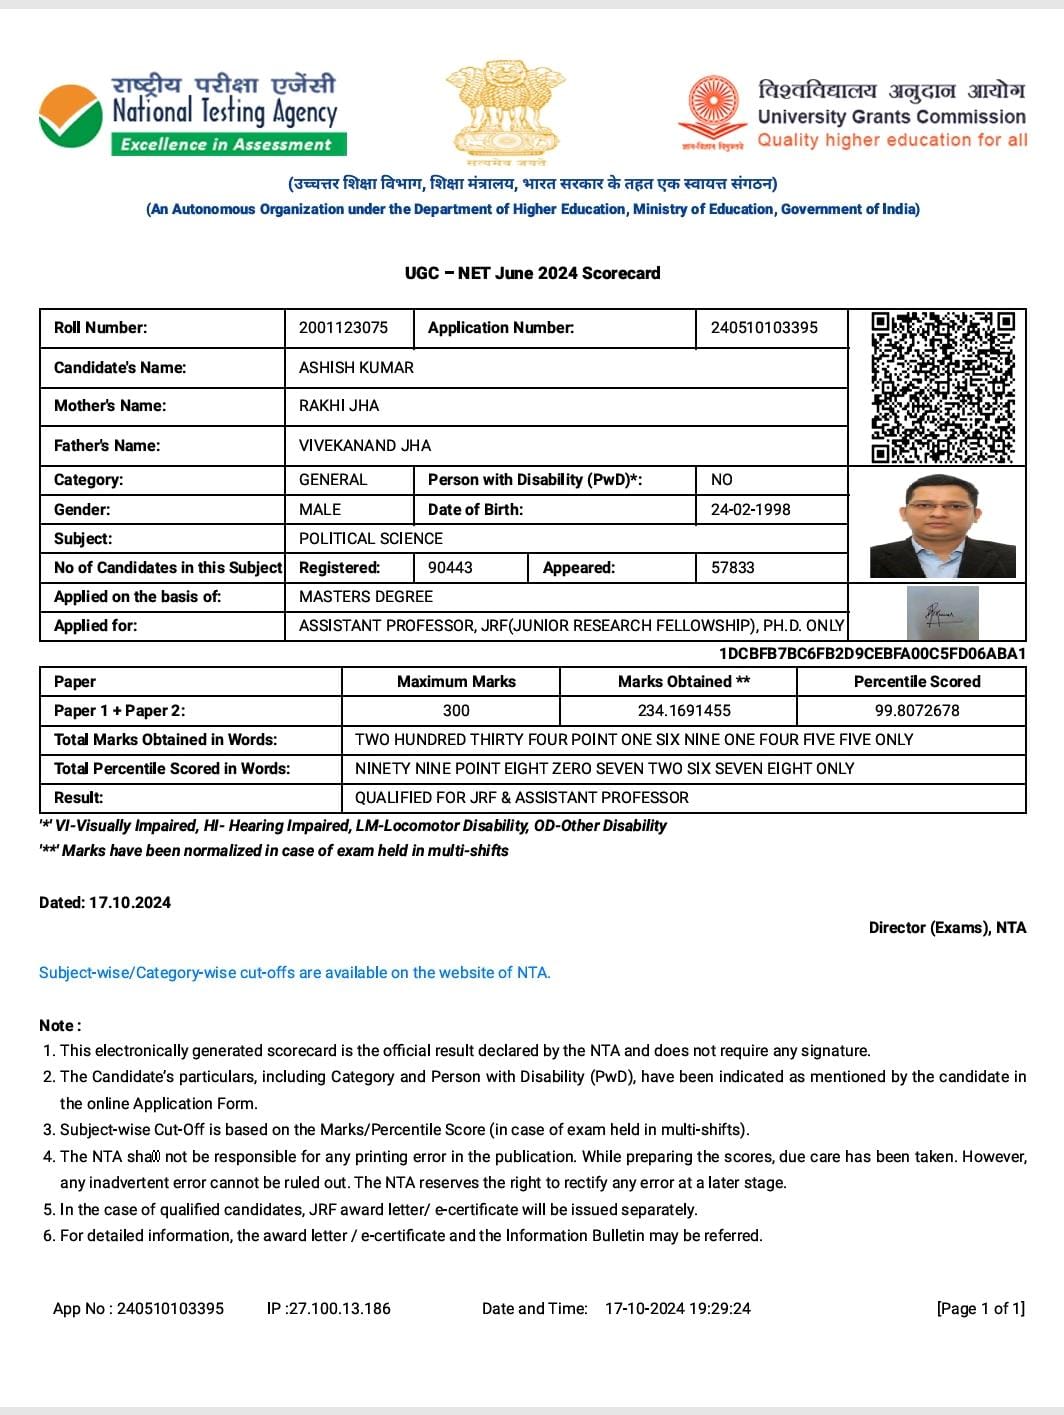 राष्ट्रीय परीक्षा एजेंसी
National Testing Agency
Excellence in Assessment
सत्यमेव जयते
विश्वविद्यालय अनुदान आयोग
University Grants Commission
Quality higher education for all
ज्ञान-विज्ञान विमुक्तये
(उच्चत्तर शिक्षा विभाग, शिक्षा मंत्रालय, भारत सरकार के तहत एक स्वायत्त संगठन)
(An Autonomous Organization under the Department of Higher Education, Ministry of Education, Government of India)
UGC – NET June 2024 Scorecard
Roll Number: 2001123075 Application Number: 240510103395
Candidate's Name: ASHISH KUMAR
Mother's Name: RAKHI JHA
Father's Name: VIVEKANAND JHA
Category: GENERAL Person with Disability (PwD)*: NO
Gender: MALE Date of Birth: 24-02-1998
Subject: POLITICAL SCIENCE
No of Candidates in this Subject Registered: 90443 Appeared: 57833
Applied on the basis of: MASTERS DEGREE
Applied for: ASSISTANT PROFESSOR, JRF(JUNIOR RESEARCH FELLOWSHIP), PH.D. ONLY
1DCBFB7BC6FB2D9CEBFA00C5FD06ABA1
Paper Maximum Marks Marks Obtained ** Percentile Scored
Paper 1 + Paper 2: 300 234.1691455 99.8072678
Total Marks Obtained in Words: TWO HUNDRED THIRTY FOUR POINT ONE SIX NINE ONE FOUR FIVE FIVE ONLY
Total Percentile Scored in Words: NINETY NINE POINT EIGHT ZERO SEVEN TWO SIX SEVEN EIGHT ONLY
Result: QUALIFIED FOR JRF & ASSISTANT PROFESSOR
'*' VI-Visually Impaired, HI- Hearing Impaired, LM-Locomotor Disability, OD-Other Disability
'**' Marks have been normalized in case of exam held in multi-shifts
Dated: 17.10.2024
Director (Exams), NTA
Subject-wise/Category-wise cut-offs are available on the website of NTA.
Note :
1. This electronically generated scorecard is the official result declared by the NTA and does not require any signature.
2. The Candidate's particulars, including Category and Person with Disability (PwD), have been indicated as mentioned by the candidate in
the online Application Form.
3. Subject-wise Cut-Off is based on the Marks/Percentile Score (in case of exam held in multi-shifts).
4. The NTA shall not be responsible for any printing error in the publication. While preparing the scores, due care has been taken. However,
any inadvertent error cannot be ruled out. The NTA reserves the right to rectify any error at a later stage.
5. In the case of qualified candidates, JRF award letter/ e-certificate will be issued separately.
6. For detailed information, the award letter / e-certificate and the Information Bulletin may be referred.
App No : 240510103395 IP :27.100.13.186 Date and Time: 17-10-2024 19:29:24 [Page 1 of 1]